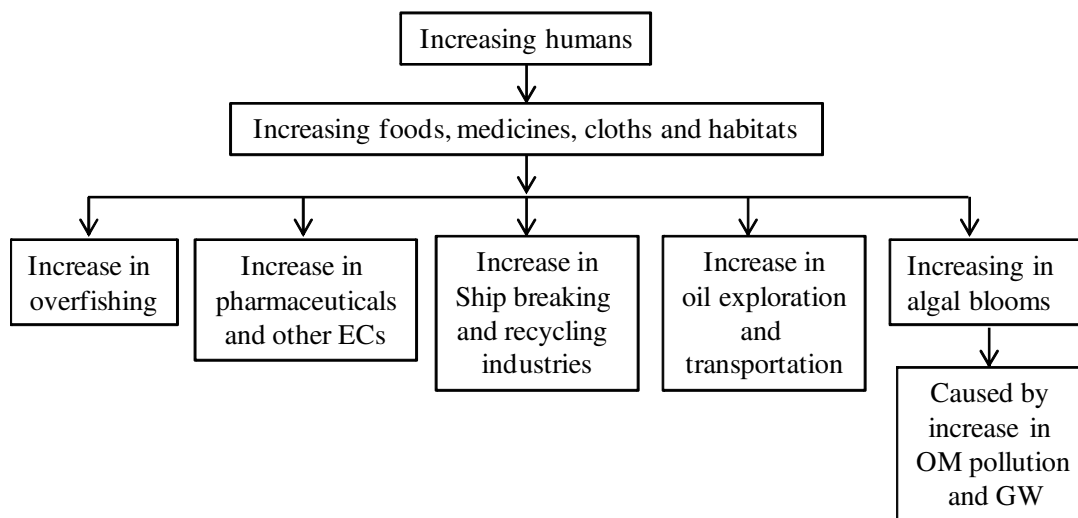 Increasing humans
Increasing foods, medicines, cloths and habitats
Increase in
overfishing
Increase in
pharmaceuticals
and other ECs
Increase in
Ship breaking
and recycling
industries
Increase in
oil exploration
and
transportation
Increasing in
algal blooms
Caused by
increase in
OM pollution
and GW